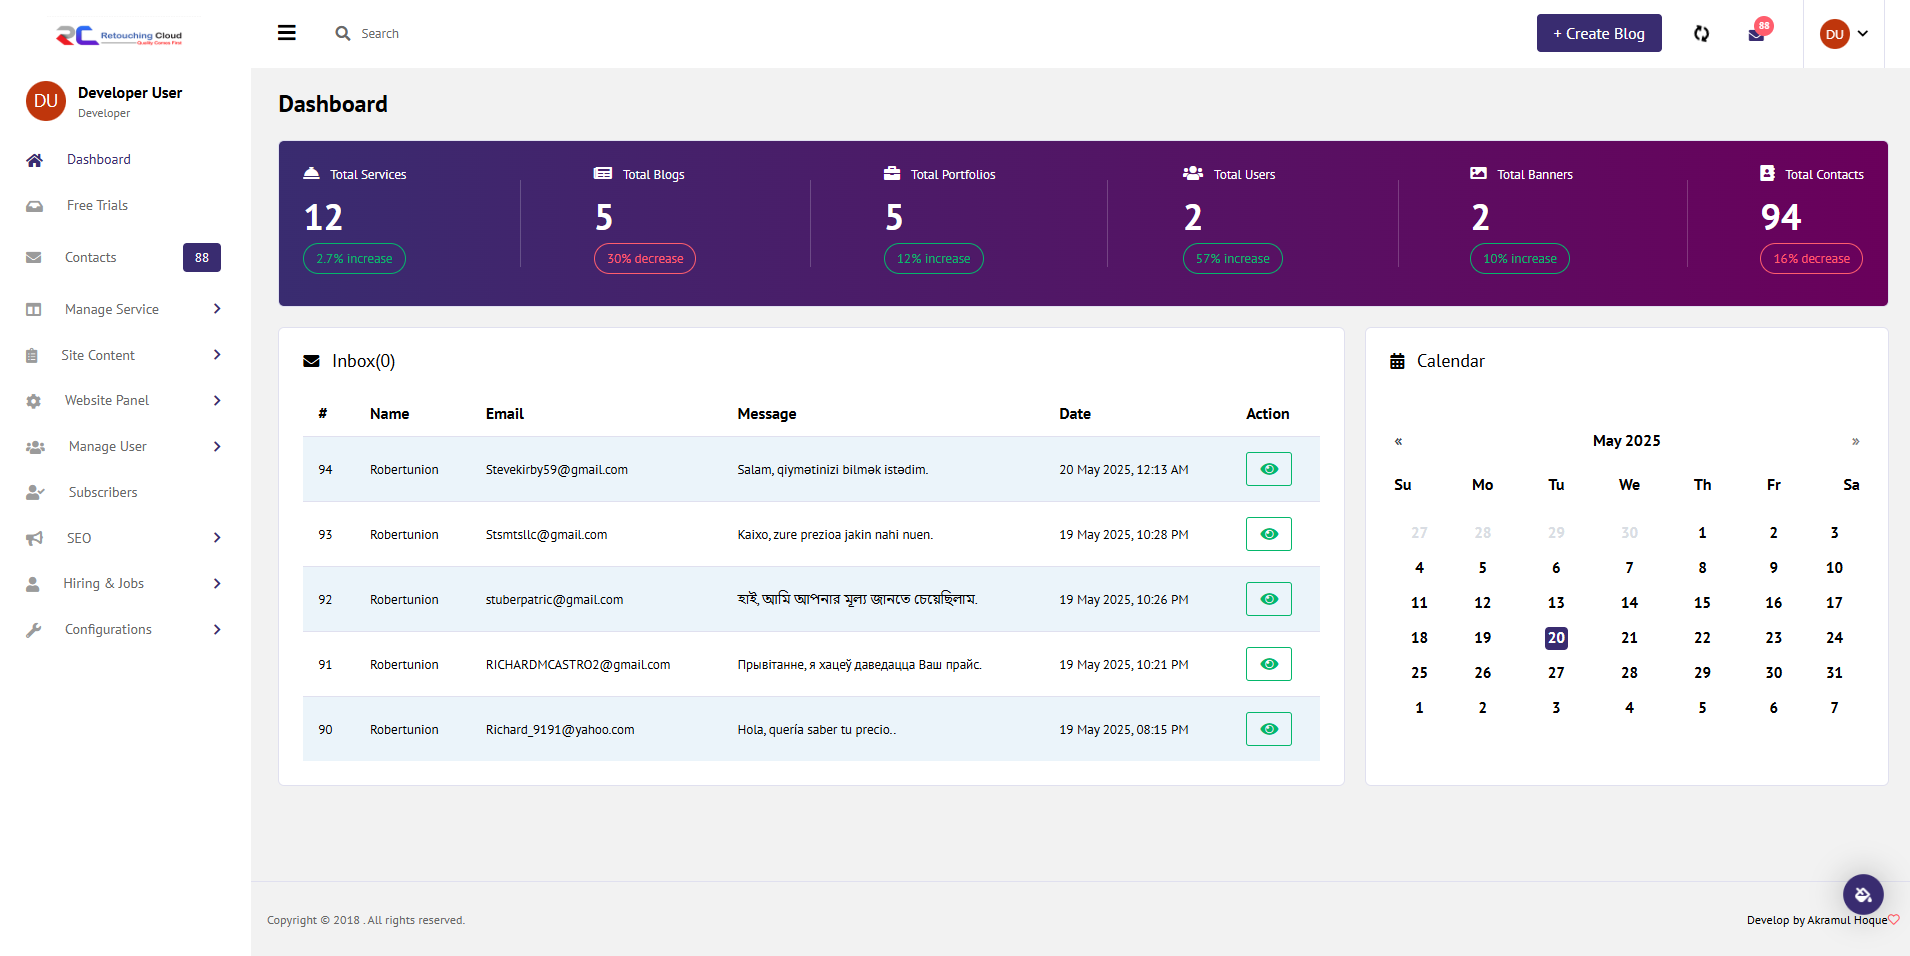 Retouching Cloud
Quality Comes First
Search
+ Create Blog
88
DU
DU
Developer User
Developer
Dashboard
Free Trials
Contacts
88
Manage Service
Site Content
Website Panel
Manage User
Subscribers
SEO
Hiring & Jobs
Configurations
Dashboard
Total Services
12
2.7% increase
Total Blogs
5
30% decrease
Total Portfolios
5
12% increase
Total Users
2
57% increase
Total Banners
2
10% increase
Total Contacts
94
16% decrease
Inbox(0)
# Name Email Message Date Action
94 Robertunion Stevekirby59@gmail.com Salam, qiymətinizi bilmək istədim. 20 May 2025, 12:13 AM
93 Robertunion Stsmtsllc@gmail.com Kaixo, zure prezioa jakin nahi nuen. 19 May 2025, 10:28 PM
92 Robertunion stuberpatric@gmail.com হাই, আমি আপনার মূল্য জানতে চেয়েছিলাম. 19 May 2025, 10:26 PM
91 Robertunion RICHARDMCASTRO2@gmail.com Прывітанне, я хацеў даведацца Ваш прайс. 19 May 2025, 10:21 PM
90 Robertunion Richard_9191@yahoo.com Hola, quería saber tu precio.. 19 May 2025, 08:15 PM
Calendar
« May 2025 »
Su Mo Tu We Th Fr Sa
27 28 29 30 1 2 3
4 5 6 7 8 9 10
11 12 13 14 15 16 17
18 19 20 21 22 23 24
25 26 27 28 29 30 31
1 2 3 4 5 6 7
Copyright © 2018 . All rights reserved.
Develop by Akramul Hoque